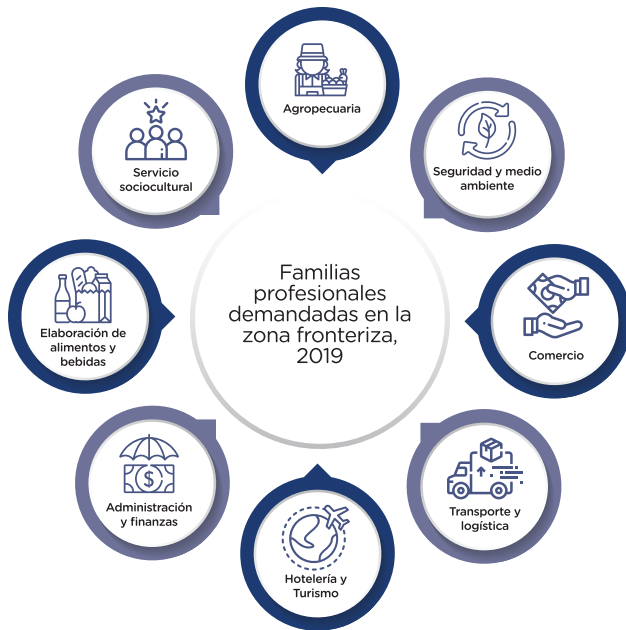 Familias
profesionales
demandadas en la
zona fronteriza,
2019
Agropecuaria
Seguridad y medio
ambiente
Comercio
Transporte y
logística
Hotelería y
Turismo
Administración
y finanzas
Elaboración de
alimentos y
bebidas
Servicio
sociocultural